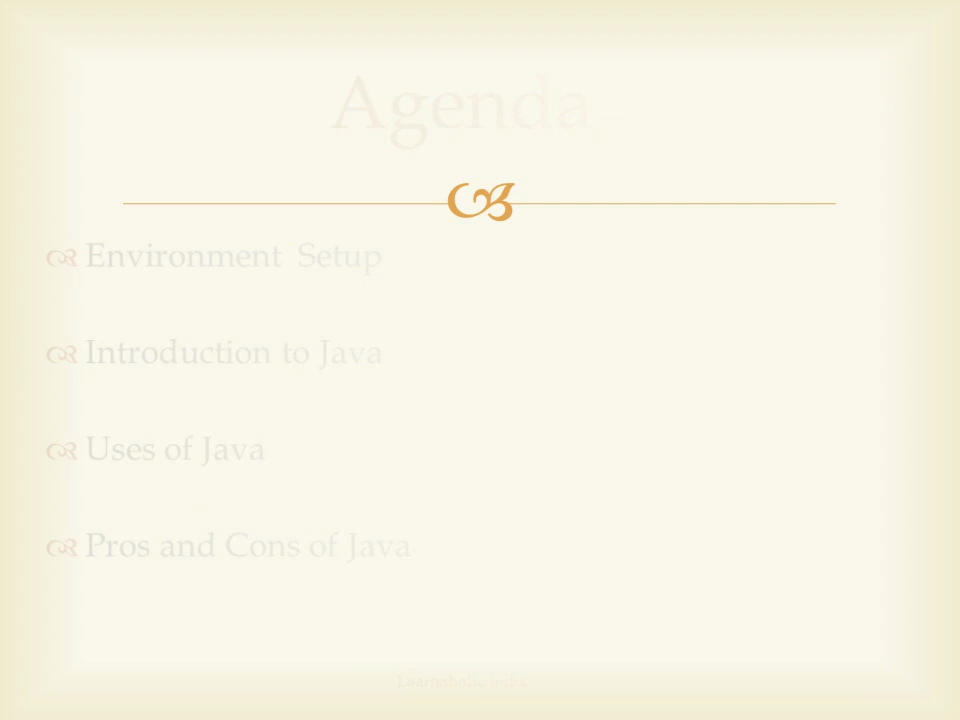 Agenda
Environment  Setup
Introduction to Java
Uses of Java
Pros and Cons of Java
Learnoholic India